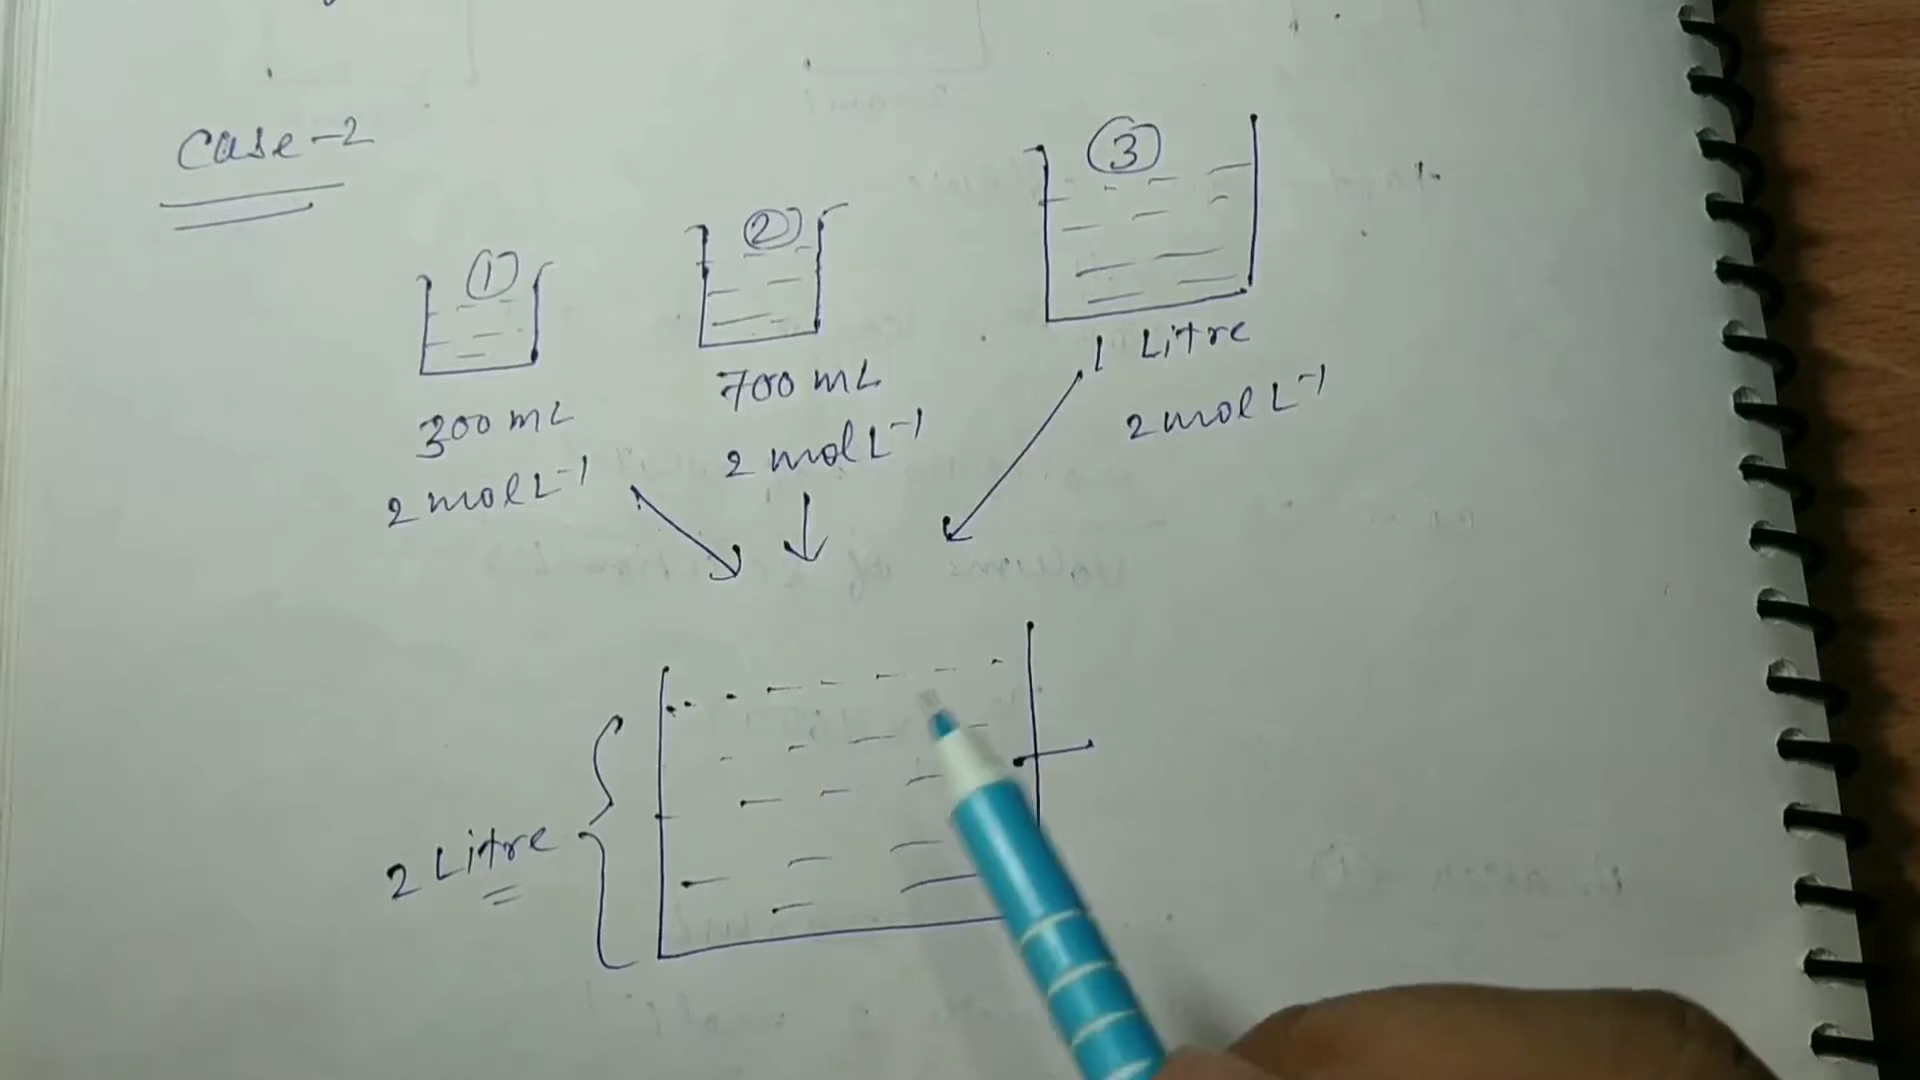 Case-2
①
②
③
300 mL
2 mol L⁻¹
700 mL
2 mol L⁻¹
1 Litre
2 mol L⁻¹
2 Litre